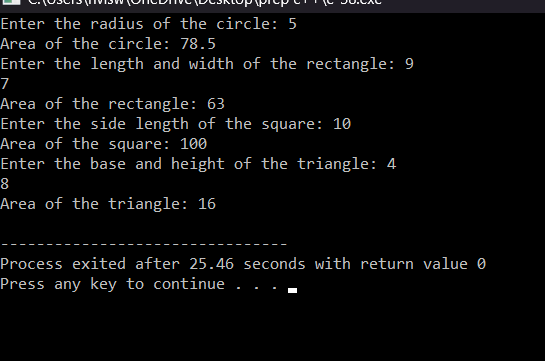 Enter the radius of the circle: 5
Area of the circle: 78.5
Enter the length and width of the rectangle: 9
7
Area of the rectangle: 63
Enter the side length of the square: 10
Area of the square: 100
Enter the base and height of the triangle: 4
8
Area of the triangle: 16
--------------------------------
Process exited after 25.46 seconds with return value 0
Press any key to continue . . .